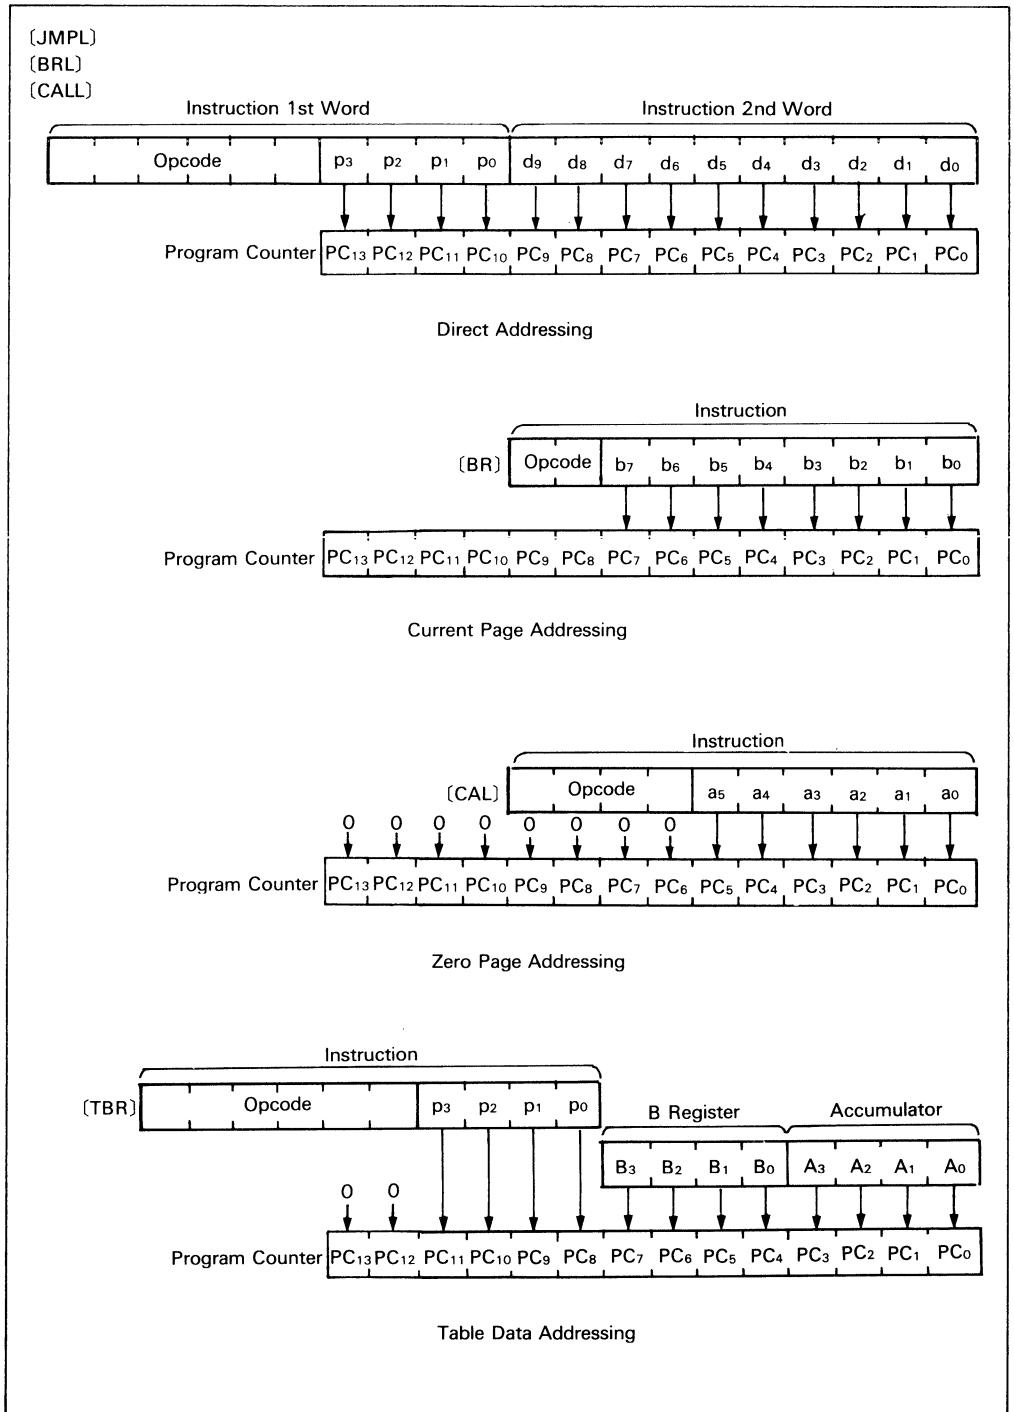 〔JMPL〕
〔BRL〕
〔CALL〕
Instruction 1st Word Instruction 2nd Word
Opcode p3 p2 p1 p0 d9 d8 d7 d6 d5 d4 d3 d2 d1 d0
Program Counter PC13 PC12 PC11 PC10 PC9 PC8 PC7 PC6 PC5 PC4 PC3 PC2 PC1 PC0
Direct Addressing
Instruction
〔BR〕 Opcode b7 b6 b5 b4 b3 b2 b1 b0
Program Counter PC13 PC12 PC11 PC10 PC9 PC8 PC7 PC6 PC5 PC4 PC3 PC2 PC1 PC0
Current Page Addressing
Instruction
〔CAL〕 Opcode a5 a4 a3 a2 a1 a0
0 0 0 0 0 0 0 0
Program Counter PC13 PC12 PC11 PC10 PC9 PC8 PC7 PC6 PC5 PC4 PC3 PC2 PC1 PC0
Zero Page Addressing
Instruction
〔TBR〕 Opcode p3 p2 p1 p0
B Register Accumulator
B3 B2 B1 B0 A3 A2 A1 A0
0 0
Program Counter PC13 PC12 PC11 PC10 PC9 PC8 PC7 PC6 PC5 PC4 PC3 PC2 PC1 PC0
Table Data Addressing